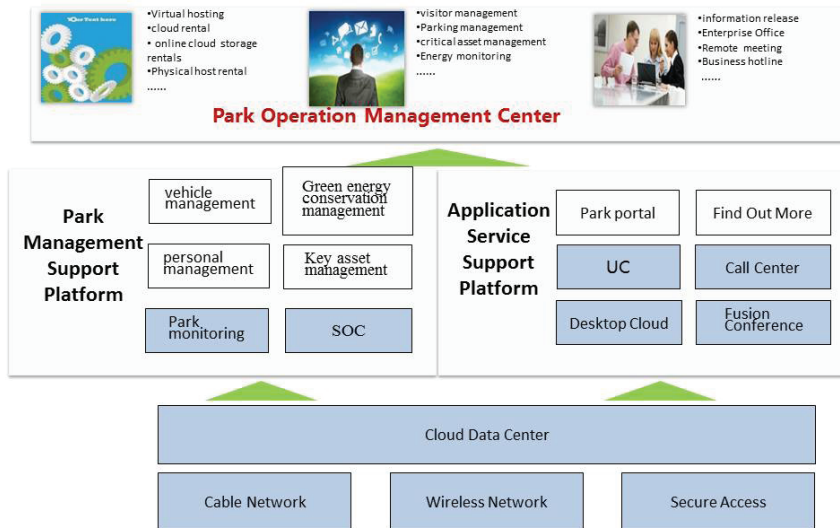 Your Text here
•Virtual hosting
•cloud rental
• online cloud storage
rentals
•Physical host rental
......
•visitor management
•Parking management
•critical asset management
•Energy monitoring
......
•information release
•Enterprise Office
•Remote meeting
•Business hotline
......
Park Operation Management Center
Park
Management
Support
Platform
vehicle
management
Green energy
conservation
management
personal
management
Key asset
management
Park
monitoring
SOC
Application
Service
Support
Platform
Park portal
Find Out More
UC
Call Center
Desktop Cloud
Fusion
Conference
Cloud Data Center
Cable Network
Wireless Network
Secure Access